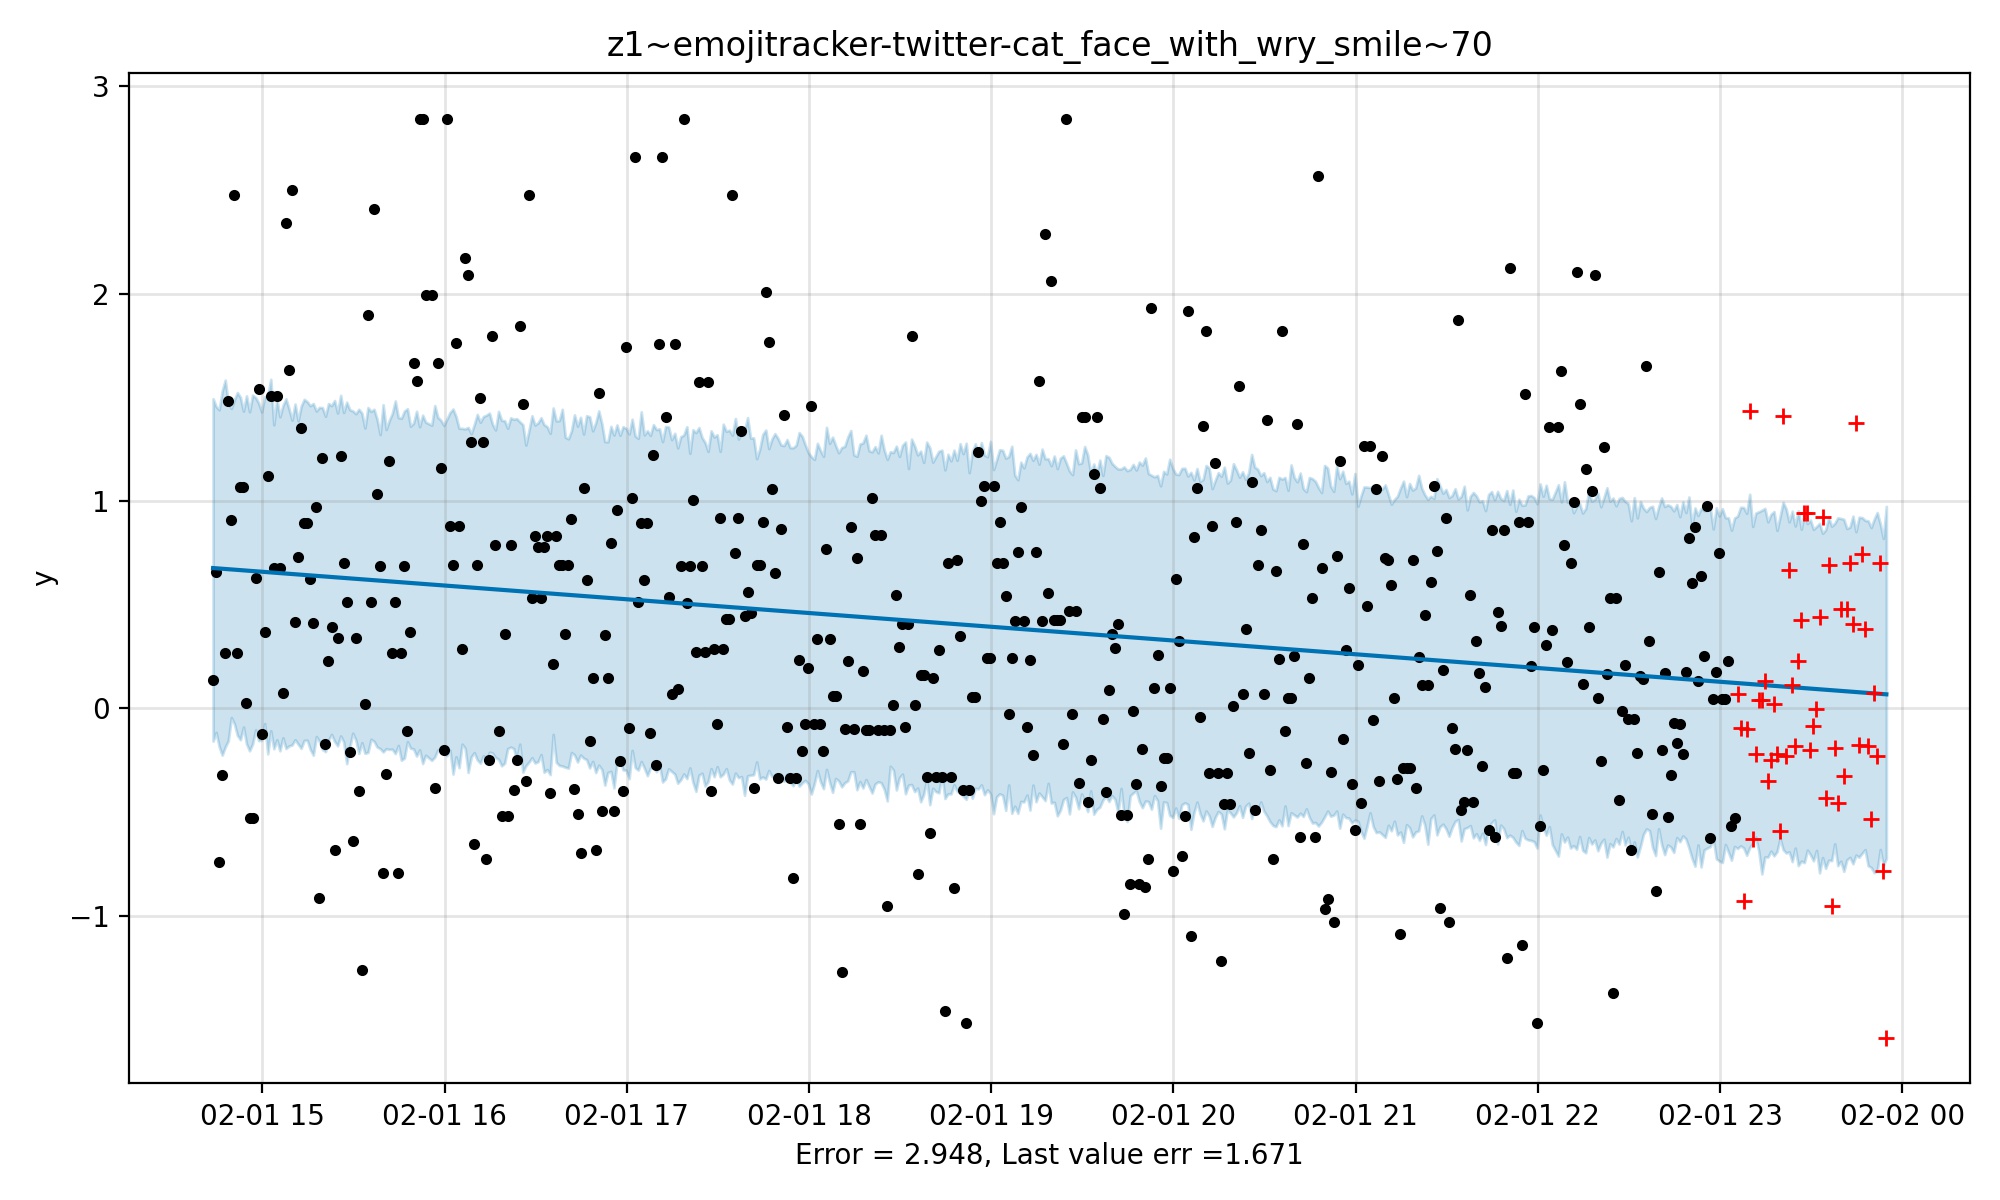 z1~emojitracker-twitter-cat_face_with_wry_smile~70
3
2
1
0
−1
y
02-01 15 02-01 16 02-01 17 02-01 18 02-01 19 02-01 20 02-01 21 02-01 22 02-01 23 02-02 00
Error = 2.948, Last value err =1.671